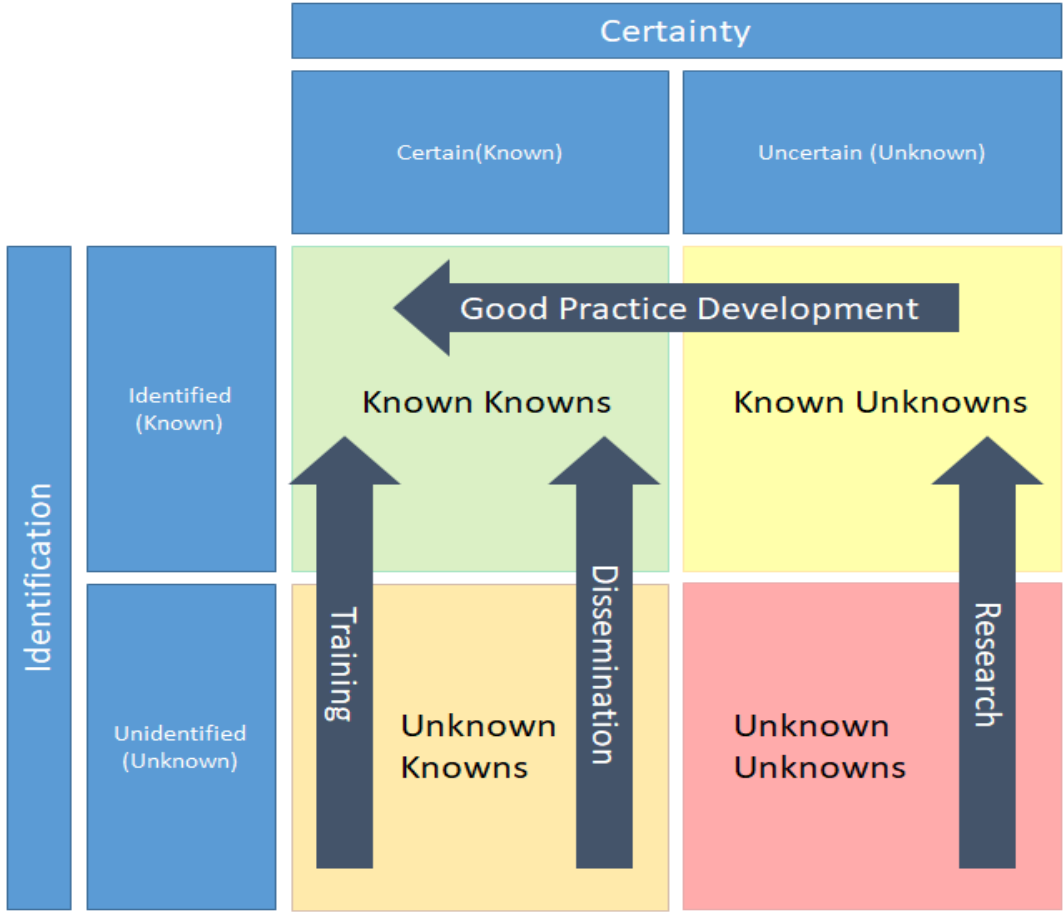 Certainty
Certain(Known)
Uncertain (Unknown)
Identification
Identified
(Known)
Good Practice Development
Known Knowns
Known Unknowns
Unidentified
(Unknown)
Training
Unknown
Knowns
Dissemination
Unknown
Unknowns
Research